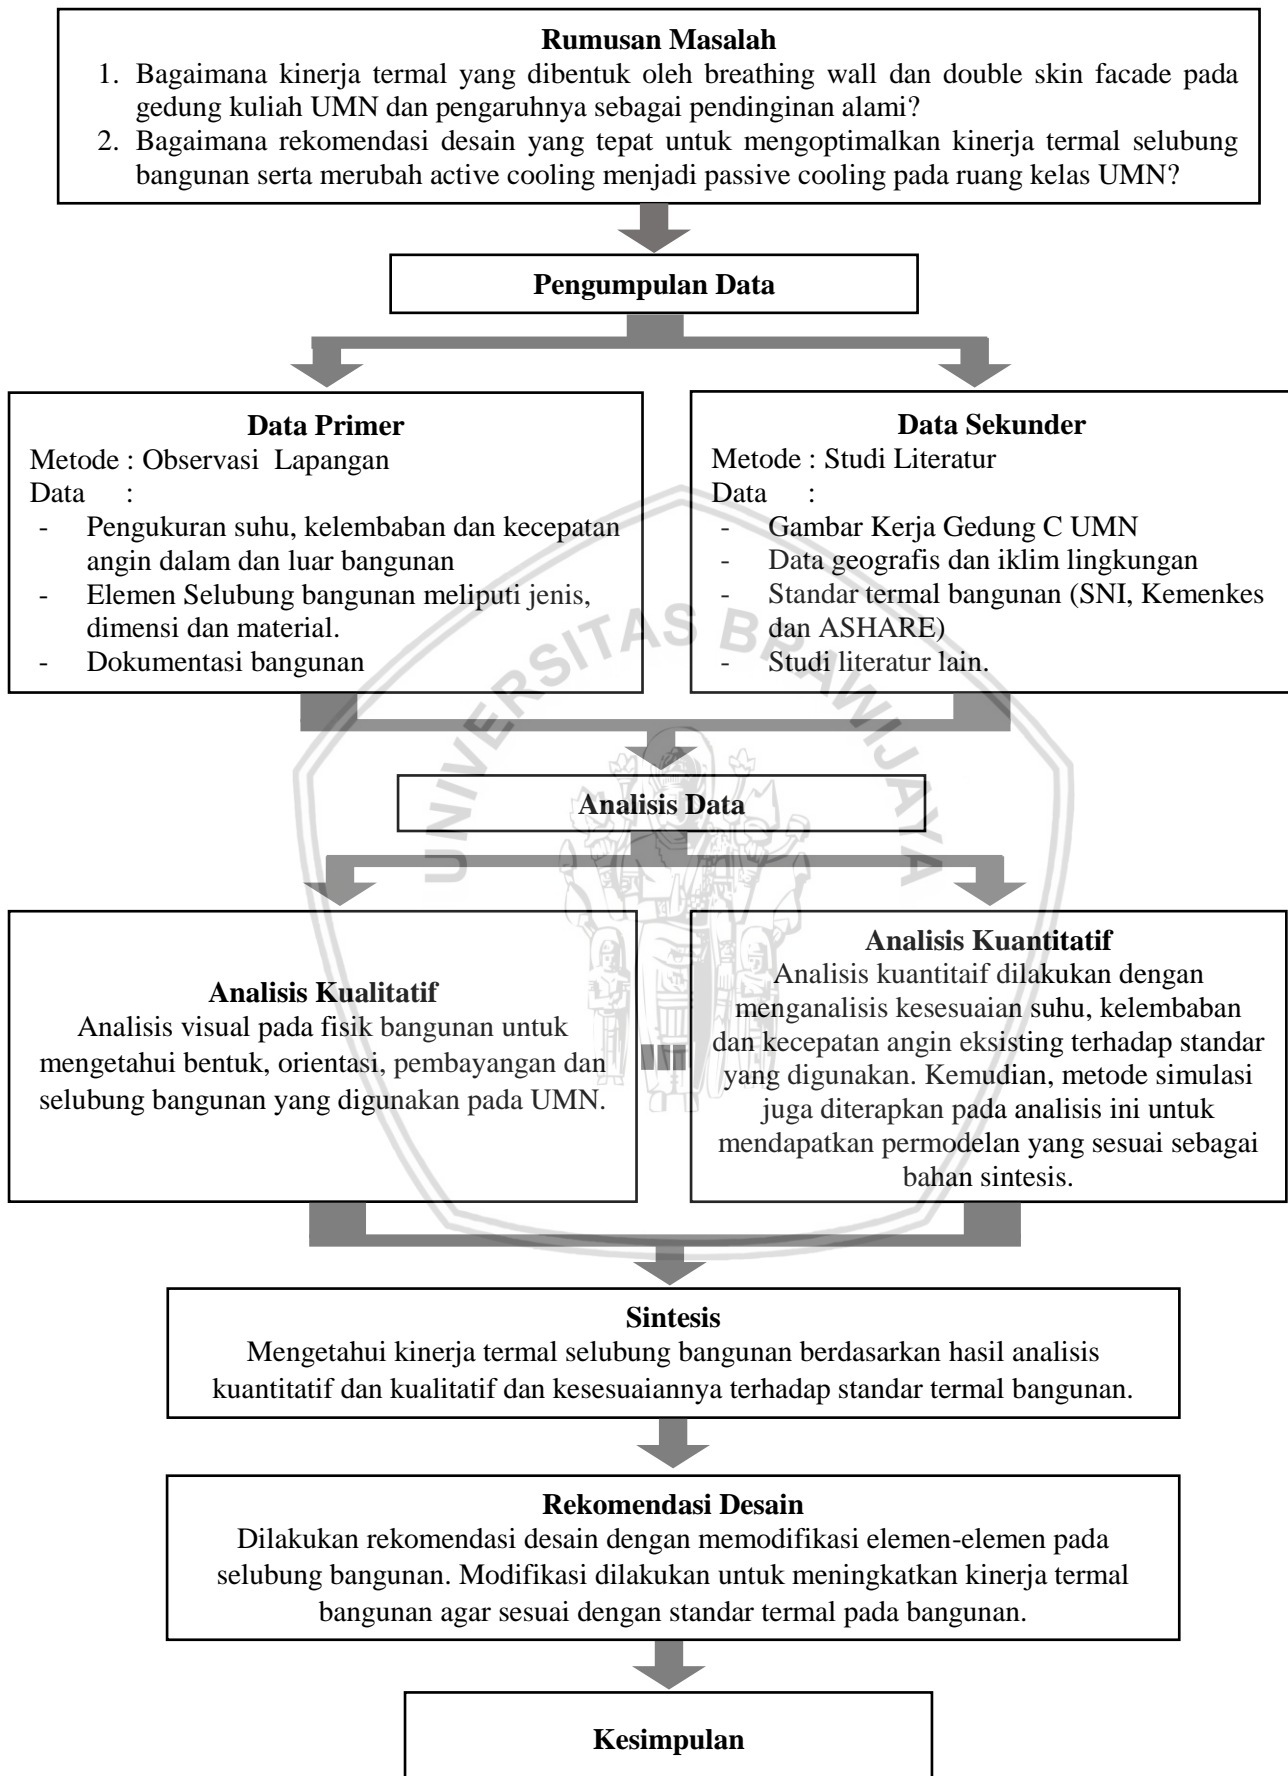 Rumusan Masalah
1. Bagaimana kinerja termal yang dibentuk oleh breathing wall dan double skin facade pada
gedung kuliah UMN dan pengaruhnya sebagai pendinginan alami?
2. Bagaimana rekomendasi desain yang tepat untuk mengoptimalkan kinerja termal selubung
bangunan serta merubah active cooling menjadi passive cooling pada ruang kelas UMN?
Pengumpulan Data
Data Primer
Metode : Observasi Lapangan
Data :
- Pengukuran suhu, kelembaban dan kecepatan
angin dalam dan luar bangunan
- Elemen Selubung bangunan meliputi jenis,
dimensi dan material.
- Dokumentasi bangunan
Data Sekunder
Metode : Studi Literatur
Data :
- Gambar Kerja Gedung C UMN
- Data geografis dan iklim lingkungan
- Standar termal bangunan (SNI, Kemenkes
dan ASHARE)
- Studi literatur lain.
UNIVERSITAS BRAWIJAYA
Analisis Data
Analisis Kualitatif
Analisis visual pada fisik bangunan untuk
mengetahui bentuk, orientasi, pembayangan dan
selubung bangunan yang digunakan pada UMN.
Analisis Kuantitatif
Analisis kuantitaif dilakukan dengan
menganalisis kesesuaian suhu, kelembaban
dan kecepatan angin eksisting terhadap standar
yang digunakan. Kemudian, metode simulasi
juga diterapkan pada analisis ini untuk
mendapatkan permodelan yang sesuai sebagai
bahan sintesis.
Sintesis
Mengetahui kinerja termal selubung bangunan berdasarkan hasil analisis
kuantitatif dan kualitatif dan kesesuaiannya terhadap standar termal bangunan.
Rekomendasi Desain
Dilakukan rekomendasi desain dengan memodifikasi elemen-elemen pada
selubung bangunan. Modifikasi dilakukan untuk meningkatkan kinerja termal
bangunan agar sesuai dengan standar termal pada bangunan.
Kesimpulan